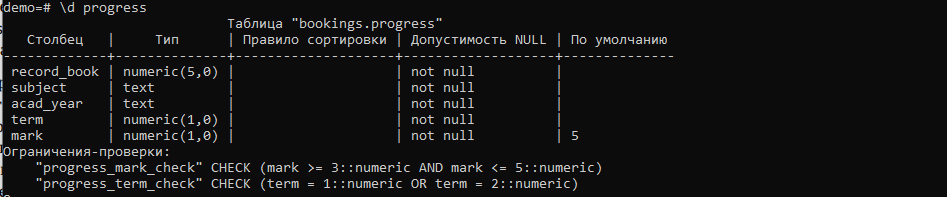 demo=# \d progress
Таблица "bookings.progress"
Столбец | Тип | Правило сортировки | Допустимость NULL | По умолчанию
-------------+--------------+--------------------+-------------------+--------------
record_book | numeric(5,0) | | not null |
subject | text | | not null |
acad_year | text | | not null |
term | numeric(1,0) | | not null |
mark | numeric(1,0) | | not null | 5
Ограничения-проверки:
"progress_mark_check" CHECK (mark >= 3::numeric AND mark <= 5::numeric)
"progress_term_check" CHECK (term = 1::numeric OR term = 2::numeric)